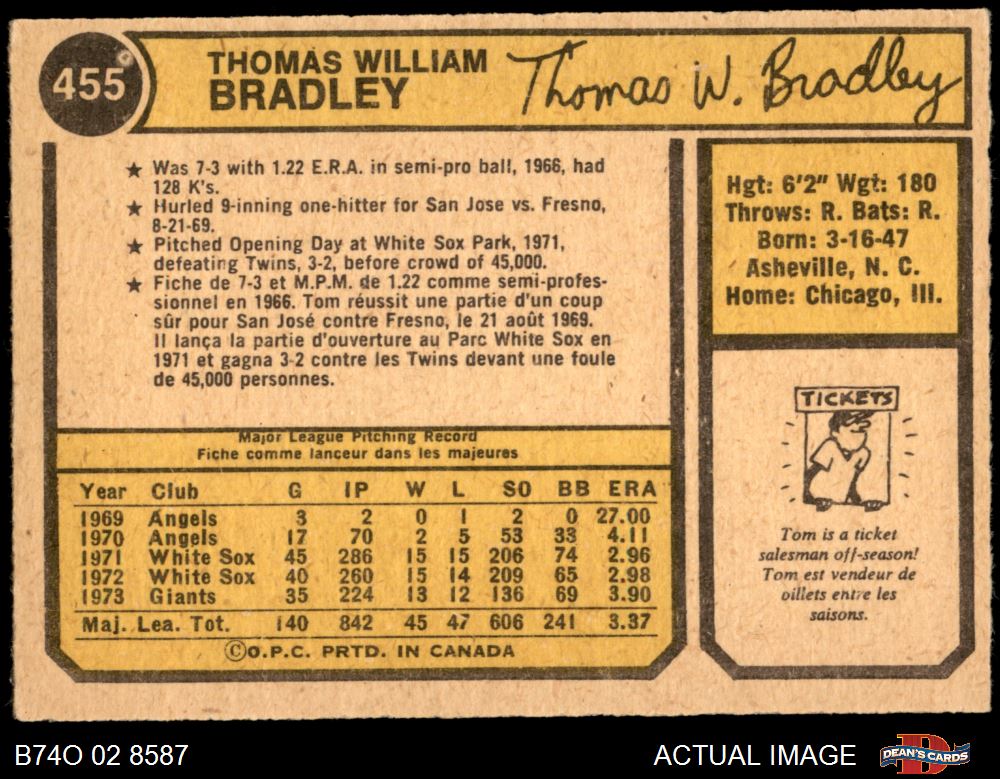 455
THOMAS WILLIAM
BRADLEY
Thomas W. Bradley
★ Was 7-3 with 1.22 E.R.A. in semi-pro ball, 1966, had
128 K's.
★ Hurled 9-inning one-hitter for San Jose vs. Fresno,
8-21-69.
★ Pitched Opening Day at White Sox Park, 1971,
defeating Twins, 3-2, before crowd of 45,000.
★ Fiche de 7-3 et M.P.M. de 1.22 comme semi-profes-
sionnel en 1966. Tom réussit une partie d'un coup
sûr pour San José contre Fresno, le 21 août 1969.
Il lança la partie d'ouverture au Parc White Sox en
1971 et gagna 3-2 contre les Twins devant une foule
de 45,000 personnes.
Hgt: 6'2" Wgt: 180
Throws: R. Bats: R.
Born: 3-16-47
Asheville, N. C.
Home: Chicago, Ill.
Major League Pitching Record
Fiche comme lanceur dans les majeures
Year Club G IP W L SO BB ERA
1969 Angels 3 2 0 1 2 0 27.00
1970 Angels 17 70 2 5 53 33 4.11
1971 White Sox 45 286 15 15 206 74 2.96
1972 White Sox 40 260 15 14 209 65 2.98
1973 Giants 35 224 13 12 136 69 3.90
Maj. Lea. Tot. 140 842 45 47 606 241 3.37
©O.P.C. PRTD. IN CANADA
TICKETS
Tom is a ticket
salesman off-season!
Tom est vendeur de
oillets entre les
saisons.
B74O 02 8587
ACTUAL IMAGE
DEAN'S CARDS